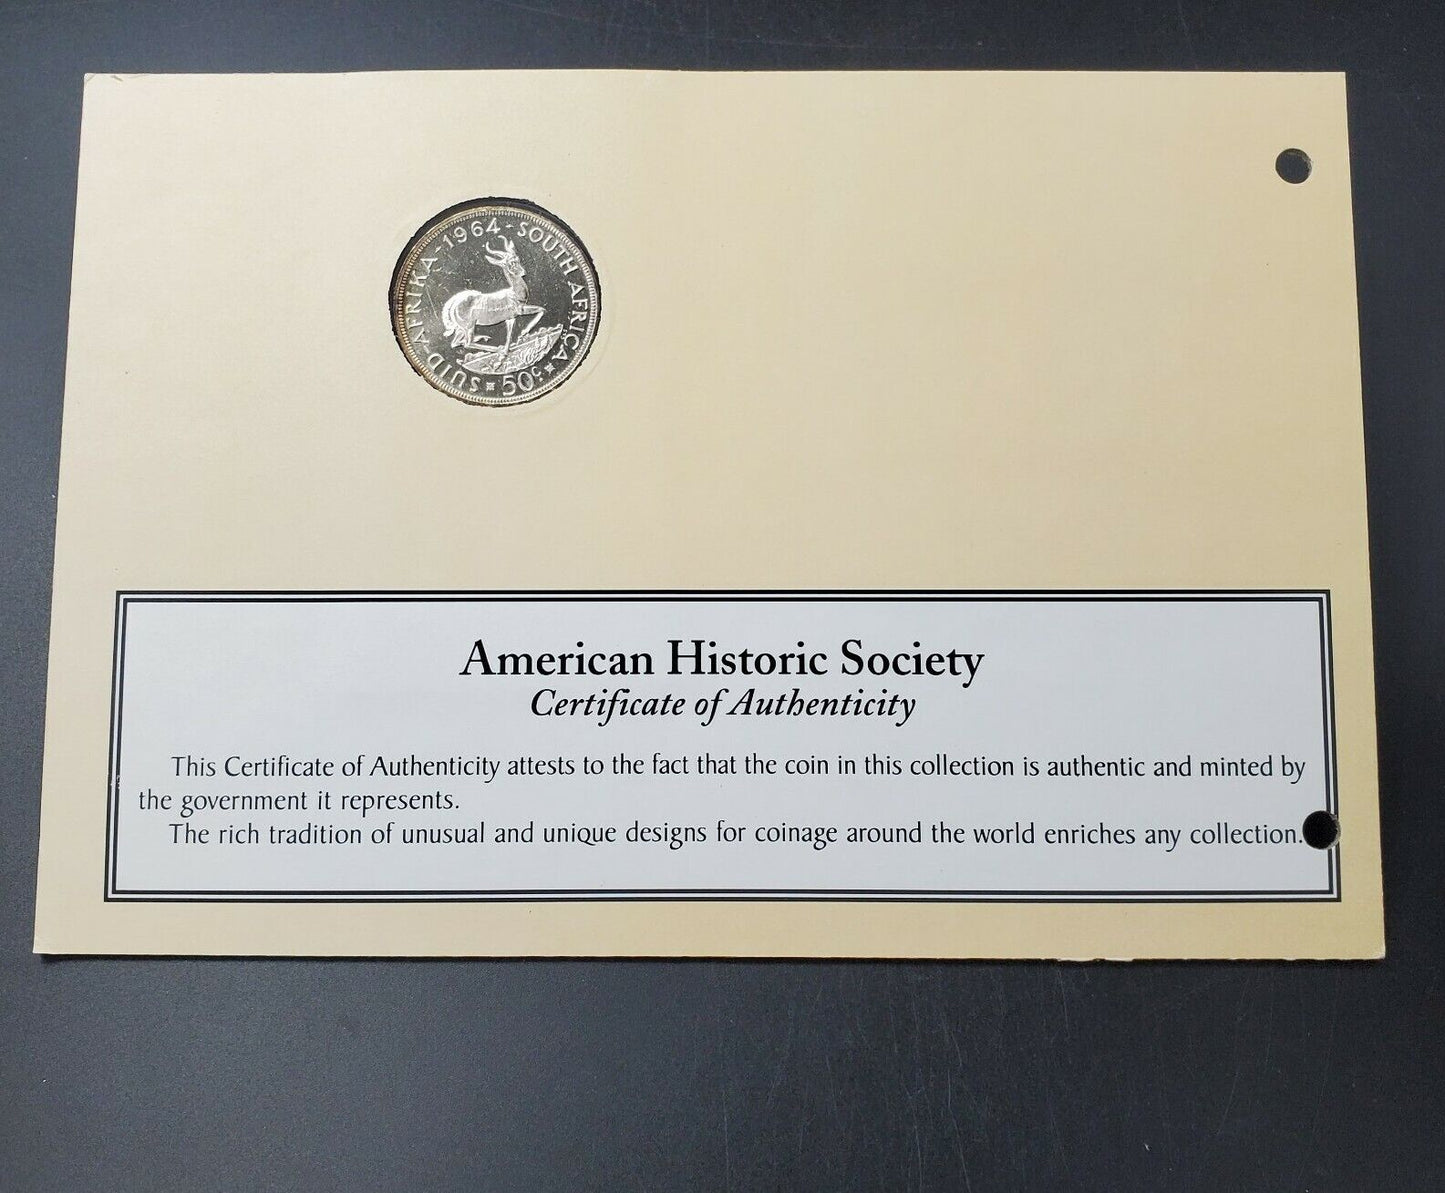 SUID-AFRIKA · 1964 · SOUTH AFRICA
50c
American Historic Society
Certificate of Authenticity
This Certificate of Authenticity attests to the fact that the coin in this collection is authentic and minted by
the government it represents.
The rich tradition of unusual and unique designs for coinage around the world enriches any collection.